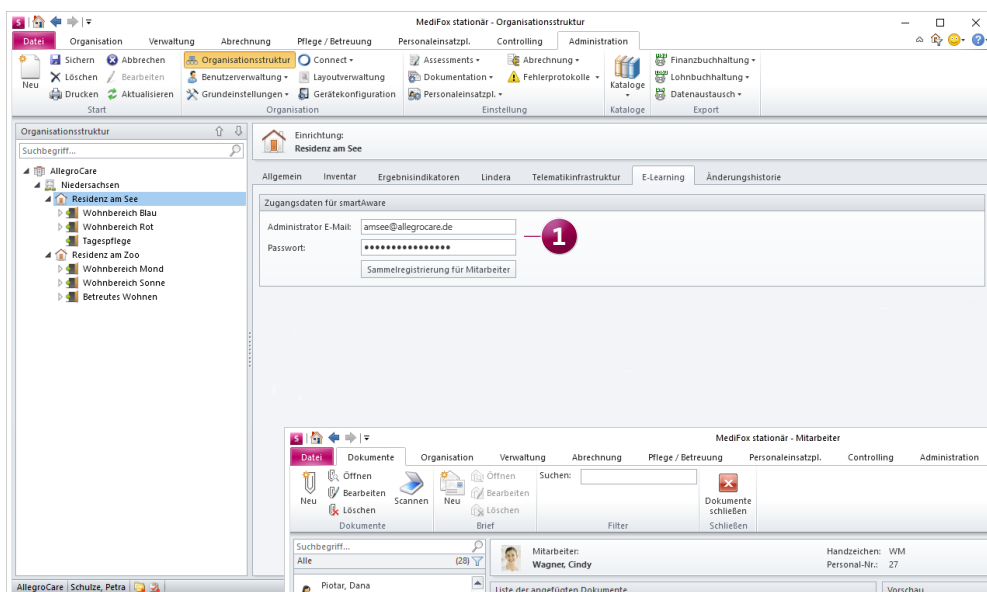 S MediFox stationär - Organisationsstruktur
Datei Organisation Verwaltung Abrechnung Pflege / Betreuung Personaleinsatzpl. Controlling Administration
Neu Sichern Abbrechen Organisationsstruktur Connect Assessments Abrechnung Kataloge Finanzbuchhaltung
Löschen Bearbeiten Benutzerverwaltung Layoutverwaltung Dokumentation Fehlerprotokolle Lohnbuchhaltung
Drucken Aktualisieren Grundeinstellungen Gerätekonfiguration Personaleinsatzpl. Datenaustausch
Start Organisation Einstellung Kataloge Export
Organisationsstruktur
Suchbegriff...
AllegroCare
Niedersachsen
Residenz am See
Wohnbereich Blau
Wohnbereich Rot
Tagespflege
Residenz am Zoo
Wohnbereich Mond
Wohnbereich Sonne
Betreutes Wohnen
Einrichtung:
Residenz am See
Allgemein Inventar Ergebnisindikatoren Lindera Telematikinfrastruktur E-Learning Änderungshistorie
Zugangsdaten für smartAware
Administrator E-Mail: amsee@allegrocare.de
Passwort: ••••••••••••••••
1
Sammelregistrierung für Mitarbeiter
S MediFox stationär - Mitarbeiter
Datei Dokumente Organisation Verwaltung Abrechnung Pflege / Betreuung Personaleinsatzpl. Controlling Administration
Neu Öffnen Scannen Neu Öffnen Suchen: Dokumente schließen
Bearbeiten Bearbeiten
Löschen Löschen
Dokumente Brief Filter Schließen
Suchbegriff...
Alle (28)
Piotar, Dana
Mitarbeiter: Handzeichen: WM
Wagner, Cindy Personal-Nr.: 27
Liste der angefügten Dokumente Vorschau
AllegroCare Schulze, Petra